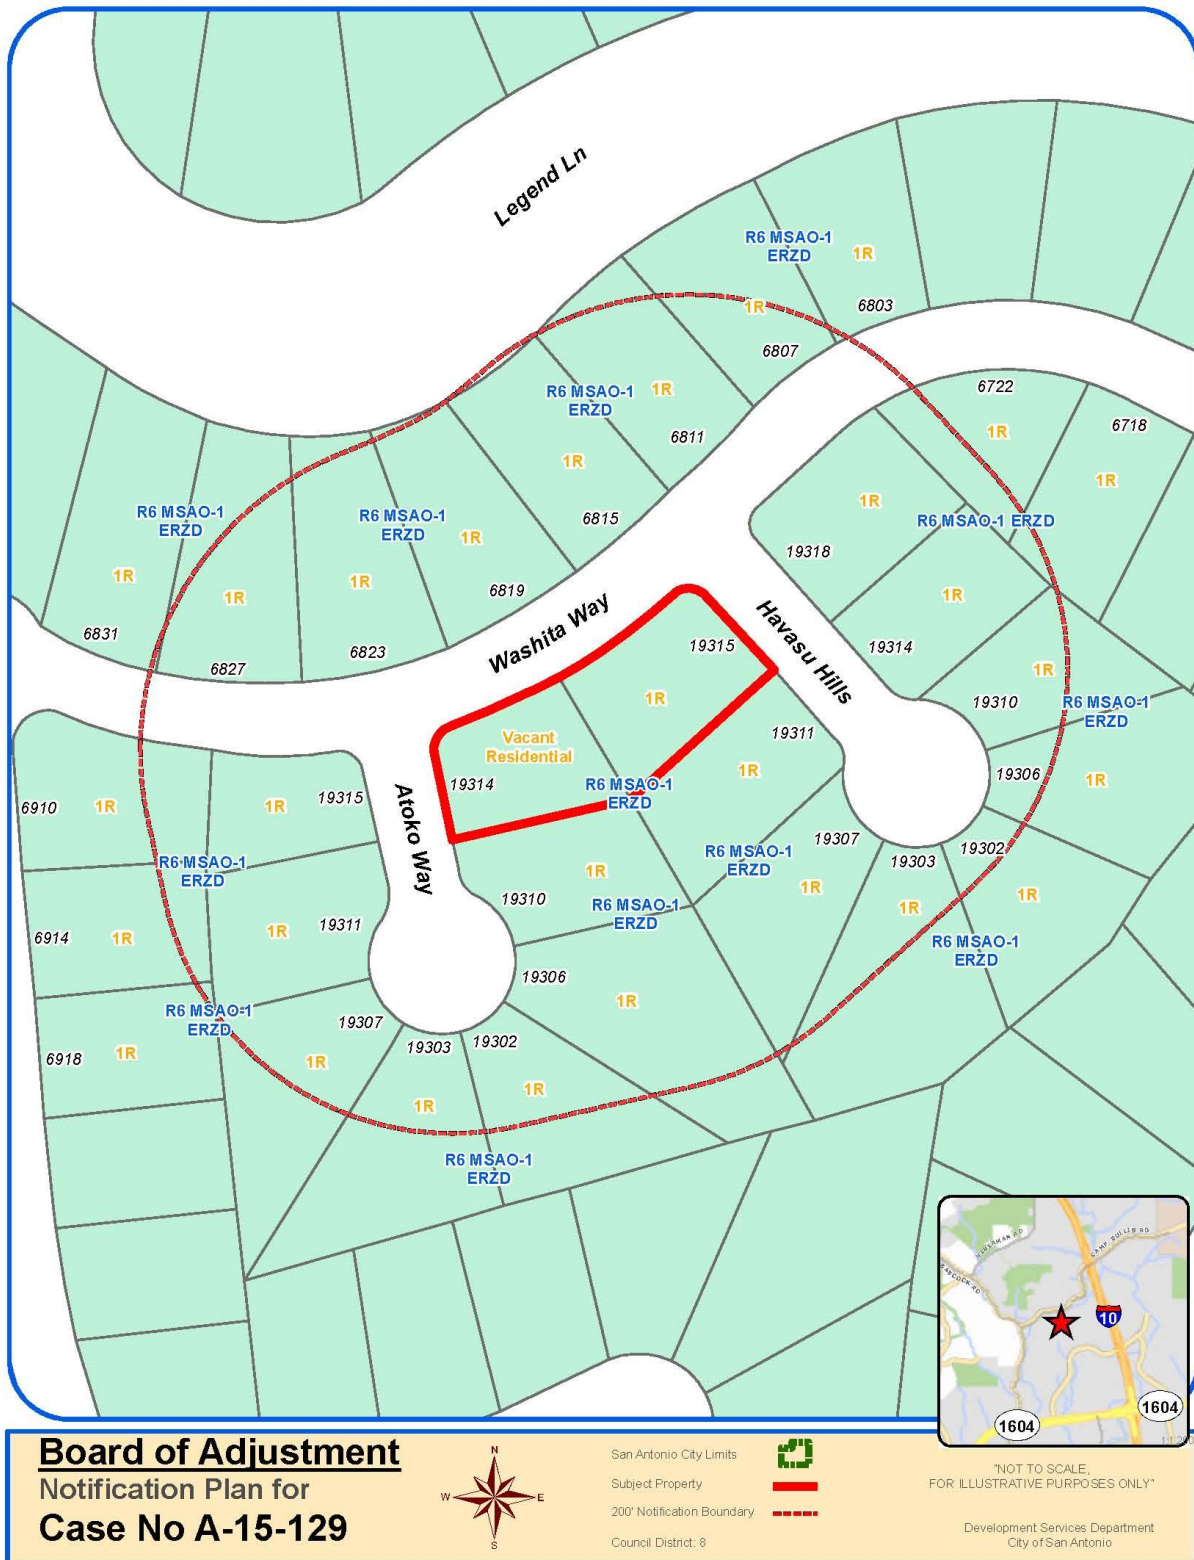 Legend Ln
R6 MSAO-1
ERZD
1R
6803
1R
6807
6722
1R
6718
1R
R6 MSAO-1
ERZD
1R
6811
1R
6815
1R
19318
R6 MSAO-1 ERZD
R6 MSAO-1
ERZD
R6 MSAO-1
ERZD
1R
6819
1R
6831
1R
6827
1R
6823
Washita Way
Havasu Hills
1R
19314
1R
19310
R6 MSAO-1
ERZD
19315
1R
Vacant
Residential
19314
R6 MSAO-1
ERZD
19311
1R
19306
1R
6910
1R
1R
19315
Atoko Way
R6 MSAO-1
ERZD
R6 MSAO-1
ERZD
19307
1R
19303
1R
19302
1R
R6 MSAO-1
ERZD
1R
19310
R6 MSAO-1
ERZD
6914
1R
1R
19311
19306
1R
R6 MSAO-1
ERZD
19307
1R
19303
1R
19302
1R
6918
1R
R6 MSAO-1
ERZD
CAMP BULLIS RD
BABCOCK RD
10
1604
1604
Board of Adjustment
Notification Plan for
Case No A-15-129
N
W
E
S
San Antonio City Limits
Subject Property
200' Notification Boundary
Council District: 8
"NOT TO SCALE,
FOR ILLUSTRATIVE PURPOSES ONLY"
Development Services Department
City of San Antonio